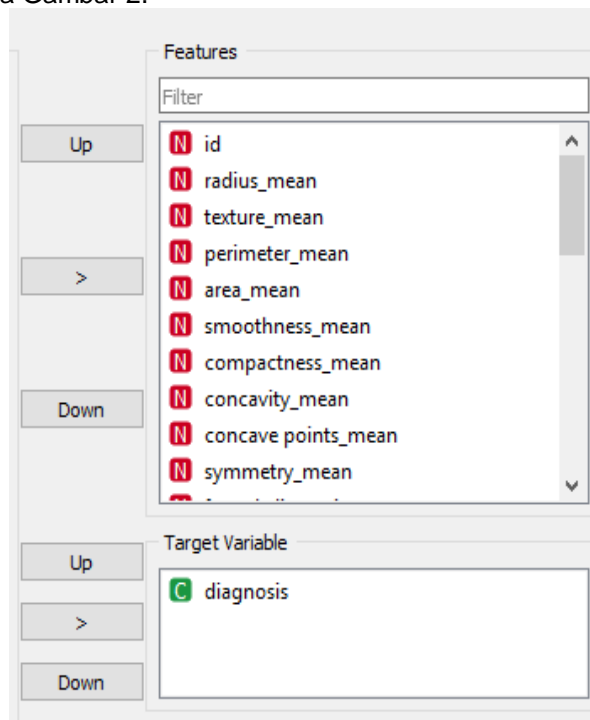 a Gambar 2.
Features
Filter
Up
N id
N radius_mean
N texture_mean
N perimeter_mean
>
N area_mean
N smoothness_mean
N compactness_mean
Down
N concavity_mean
N concave points_mean
N symmetry_mean
Target Variable
Up
C diagnosis
>
Down